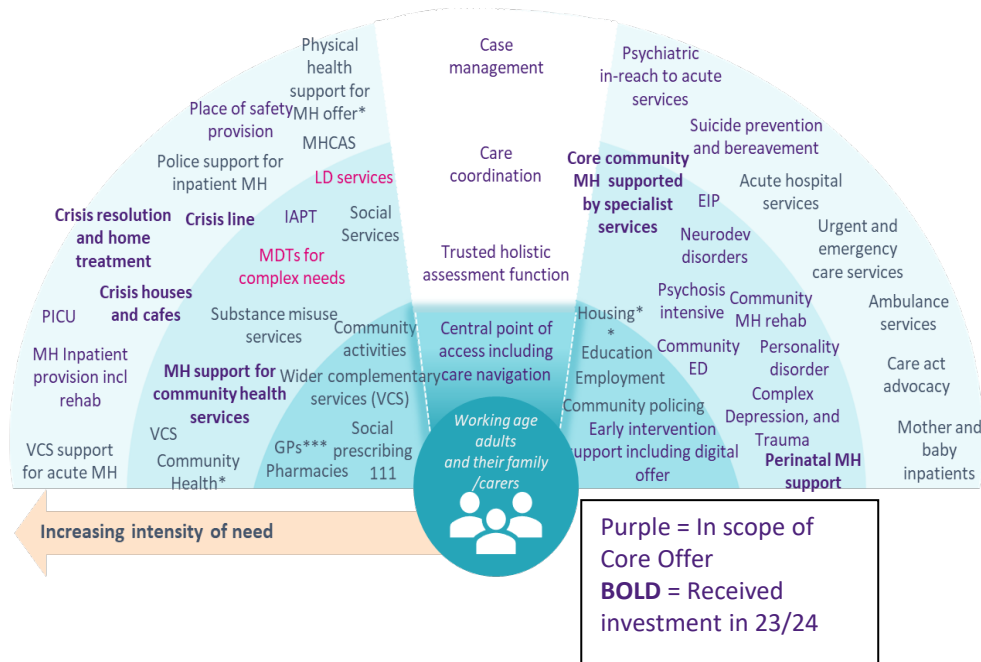 Physical
health
support for
MH offer*
Place of safety
provision
MHCAS
Police support for
inpatient MH
LD services
Crisis resolution
and home
treatment
Crisis line
IAPT
Social
Services
MDTs for
complex needs
Crisis houses
and cafes
PICU
Substance misuse
services
Community
activities
MH Inpatient
provision incl
rehab
MH support for
community health
services
Wider complementary
services (VCS)
VCS support
for acute MH
VCS
Community
Health*
GPs***
Pharmacies
Social
prescribing
111
Case
management
Care
coordination
Trusted holistic
assessment function
Central point of
access including
care navigation
Working age
adults
and their family
/carers
Psychiatric
in-reach to acute
services
Suicide prevention
and bereavement
Core community
MH supported
by specialist
services
EIP
Acute hospital
services
Neurodev
disorders
Urgent and
emergency
care services
Psychosis
intensive
Community
MH rehab
Ambulance
services
Housing*
*
Education
Employment
Community
ED
Personality
disorder
Care act
advocacy
Community policing
Early intervention
support including digital
offer
Complex
Depression, and
Trauma
Perinatal MH
support
Mother and
baby
inpatients
Increasing intensity of need
Purple = In scope of
Core Offer
BOLD = Received
investment in 23/24